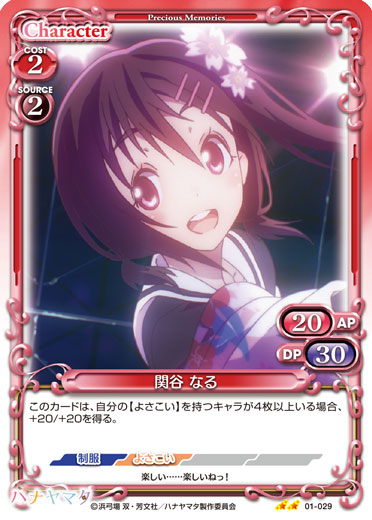 Precious Memories
Character
COST
2
SOURCE
2
20 AP
DP 30
関谷 なる
このカードは、自分の【よさこい】を持つキャラが4枚以上いる場合、
+20/+20を得る。
制服 よさこい
楽しい……楽しいねっ!
ハナヤマタ
©浜弓場 双・芳文社／ハナヤマタ製作委員会 01-029